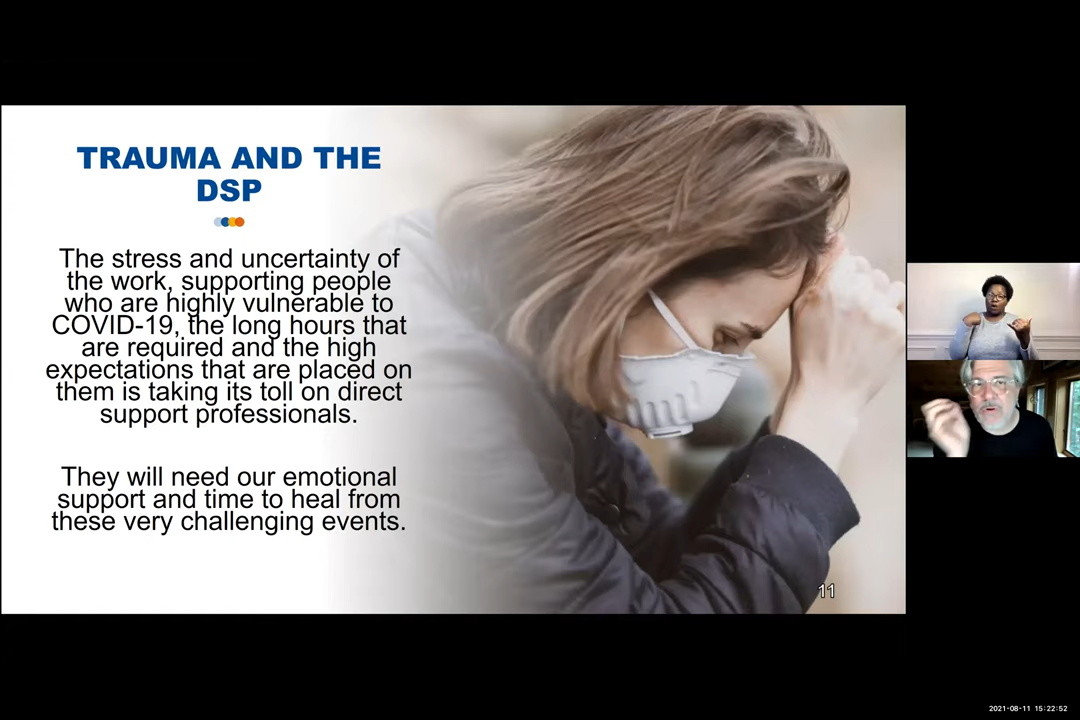 TRAUMA AND THE
DSP
The stress and uncertainty of
the work, supporting people
who are highly vulnerable to
COVID-19, the long hours that
are required and the high
expectations that are placed on
them is taking its toll on direct
support professionals.
They will need our emotional
support and time to heal from
these very challenging events.
11
2021-08-11 15:22:52